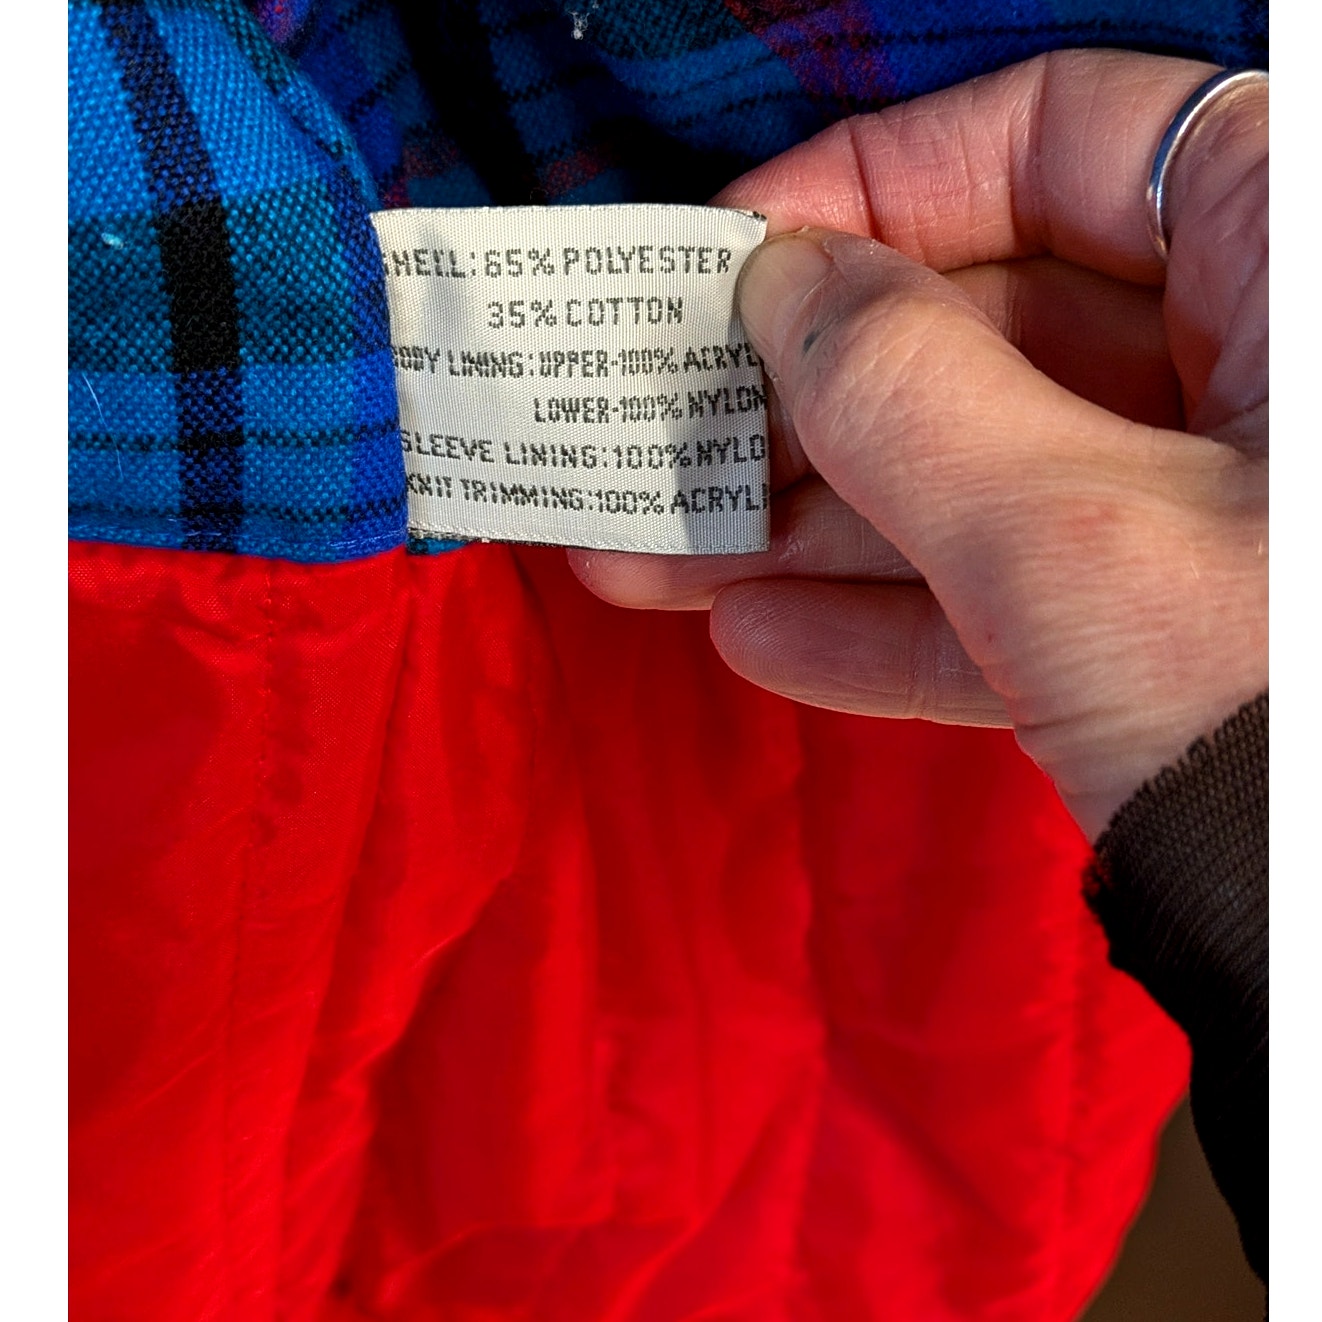 HELL: 65% POLYESTER
35% COTTON
BODY LINING: UPPER-100% ACRYL
LOWER-100% NYLON
SLEEVE LINING: 100% NYLO
KNIT TRIMMING: 100% ACRYLI